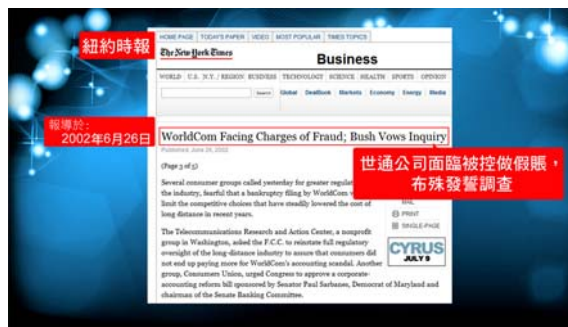 紐約時報
HOME PAGE TODAY'S PAPER VIDEO MOST POPULAR TIMES TOPICS
The New York Times
Business
WORLD U.S. N.Y. / REGION BUSINESS TECHNOLOGY SCIENCE HEALTH SPORTS OPINION
Search Global DealBook Markets Economy Energy Media
報導於：
2002年6月26日
WorldCom Facing Charges of Fraud; Bush Vows Inquiry
Published: June 26, 2002
世通公司面臨被控做假賬，
布殊發誓調查
(Page 3 of 5)
Several consumer groups called yesterday for greater
the industry, fearful that a bankruptcy filing by WorldCom
limit the competitive choices that have steadily lowered the cost of
long distance in recent years.
MAIL
PRINT
SINGLE-PAGE
The Telecommunications Research and Action Center, a nonprofit
group in Washington, asked the F.C.C. to reinstate full regulatory
oversight of the long-distance industry to assure that consumers did
not end up paying more for WorldCom's accounting scandal. Another
group, Consumers Union, urged Congress to approve a corporate-
accounting reform bill sponsored by Senator Paul Sarbanes, Democrat of Maryland and
chairman of the Senate Banking Committee.
CYRUS
JULY 9